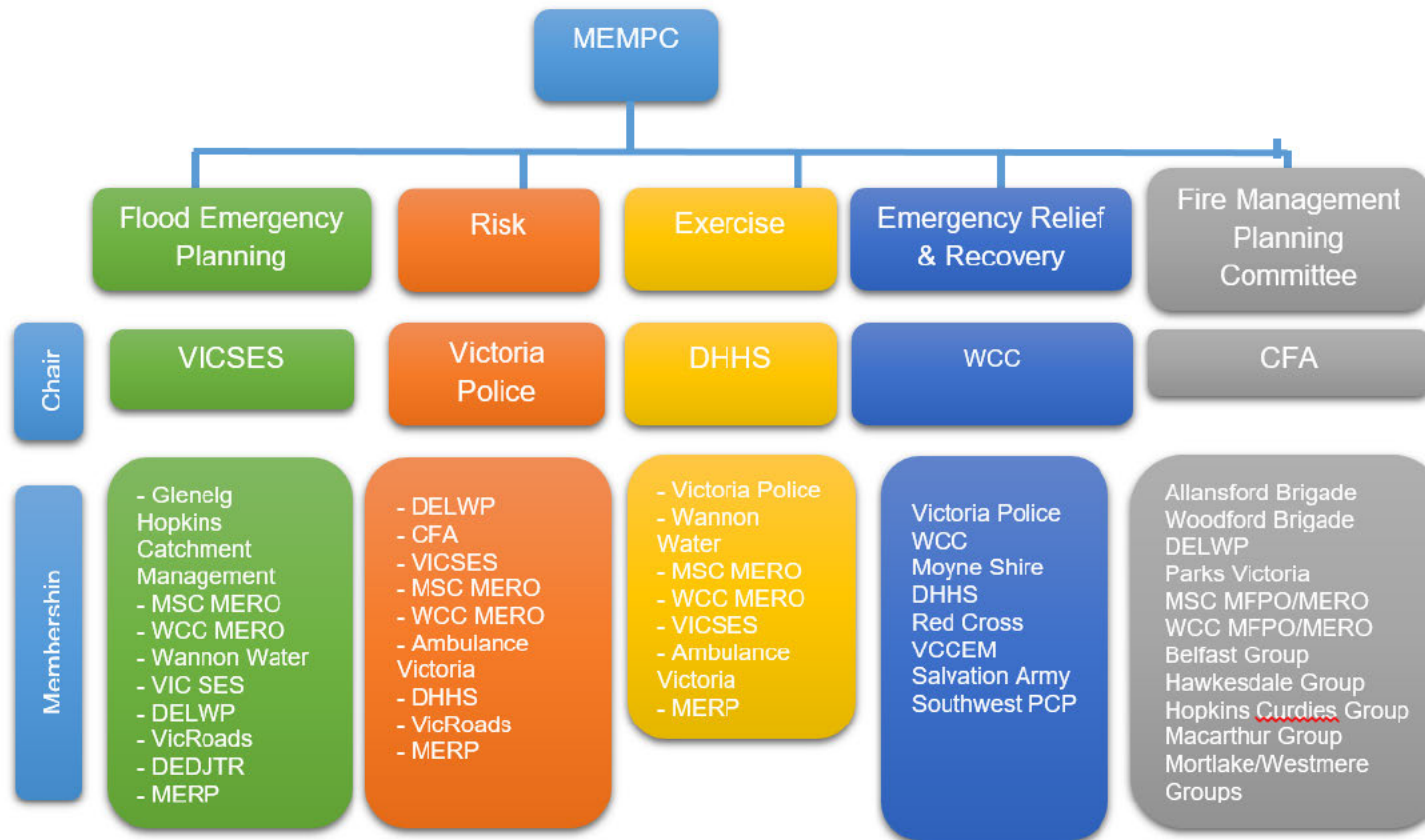 MEMPC
Flood Emergency
Planning
Risk
Exercise
Emergency Relief
& Recovery
Fire Management
Planning
Committee
Chair
VICSES
Victoria
Police
DHHS
WCC
CFA
Membership
- Glenelg
Hopkins
Catchment
Management
- MSC MERO
- WCC MERO
- Wannon Water
- VIC SES
- DELWP
- VicRoads
- DEDJTR
- MERP
- DELWP
- CFA
- VICSES
- MSC MERO
- WCC MERO
- Ambulance
Victoria
- DHHS
- VicRoads
- MERP
- Victoria Police
- Wannon
Water
- MSC MERO
- WCC MERO
- VICSES
- Ambulance
Victoria
- MERP
Victoria Police
WCC
Moyne Shire
DHHS
Red Cross
VCCEM
Salvation Army
Southwest PCP
Allansford Brigade
Woodford Brigade
DELWP
Parks Victoria
MSC MFPO/MERO
WCC MFPO/MERO
Belfast Group
Hawkesdale Group
Hopkins Curdies Group
Macarthur Group
Mortlake/Westmere
Groups